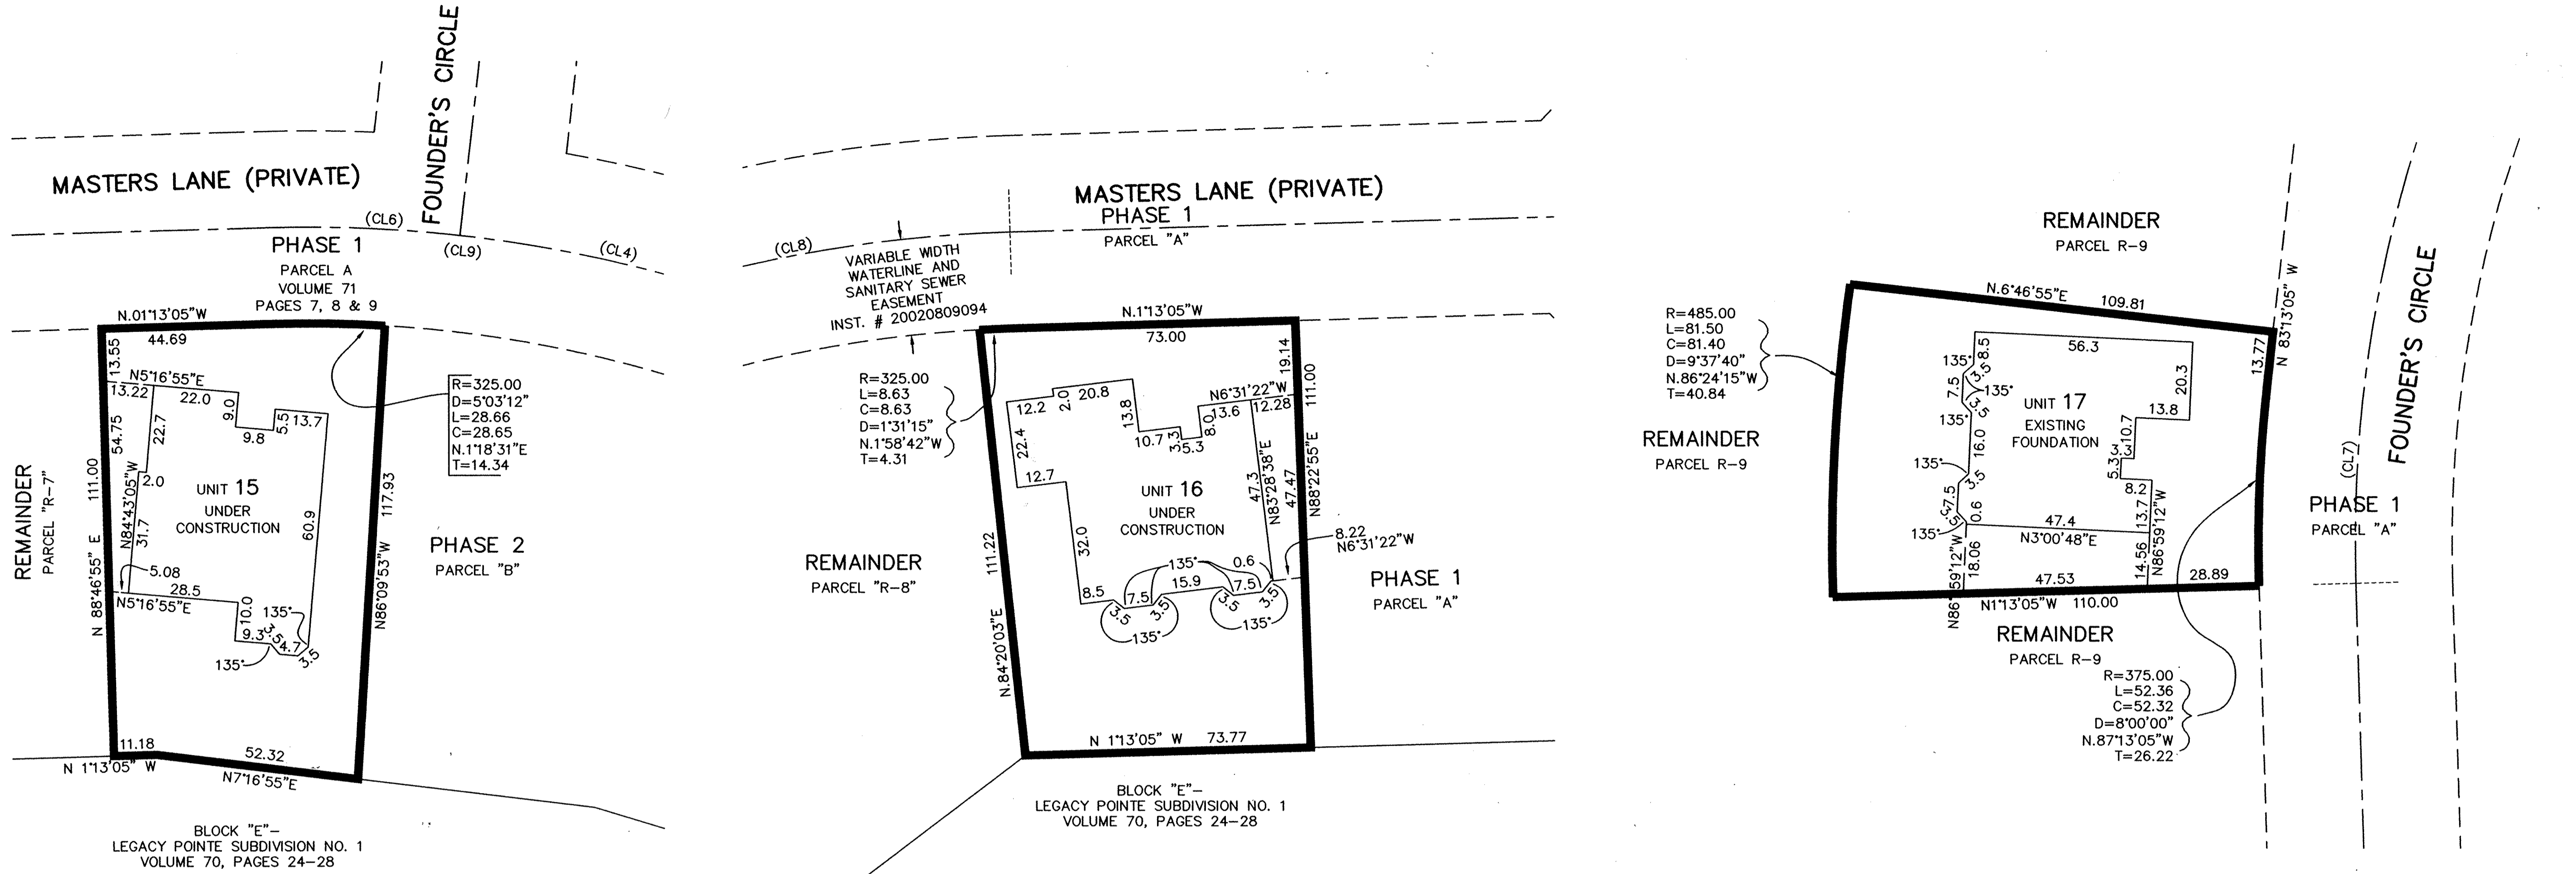 FOUNDER'S CIRCLE
MASTERS LANE (PRIVATE)
(CL6)
(CL9)
(CL4)
PHASE 1
PARCEL A
VOLUME 71
PAGES 7, 8 & 9
N.01°13'05"W
44.69
13.55
N5°16'55"E
13.22
22.0
9.0
9.8
5.5
13.7
54.75
22.7
2.0
N84°43'05"W
31.7
UNIT 15
UNDER
CONSTRUCTION
60.9
5.08
28.5
N5°16'55"E
10.0
9.3
135°
3.5
4.7
3.5
135°
111.00
N 88°46'55" E
REMAINDER
PARCEL "R-7"
117.93
N86°09'53"W
R=325.00
D=5°03'12"
L=28.66
C=28.65
N.1°18'31"E
T=14.34
PHASE 2
PARCEL "B"
11.18
N 1°13'05" W
52.32
N7°16'55"E
BLOCK "E"-
LEGACY POINTE SUBDIVISION NO. 1
VOLUME 70, PAGES 24-28
MASTERS LANE (PRIVATE)
PHASE 1
PARCEL "A"
(CL8)
VARIABLE WIDTH
WATERLINE AND
SANITARY SEWER
EASEMENT
INST. # 20020809094
N.1°13'05"W
73.00
19.14
R=325.00
L=8.63
C=8.63
D=1°31'15"
N.1°58'42"W
T=4.31
12.2
2.0
20.8
13.8
10.7
3.3
5.3
8.0
13.6
N6°31'22"W
12.28
111.00
22.4
12.7
47.3
N83°28'38"E
47.47
N88°22'55"E
UNIT 16
UNDER
CONSTRUCTION
32.0
8.22
N6°31'22"W
135°
0.6
8.5
7.5
15.9
7.5
3.5
3.5
3.5
3.5
135°
135°
111.22
N.84°20'03"E
REMAINDER
PARCEL "R-8"
PHASE 1
PARCEL "A"
N 1°13'05" W
73.77
BLOCK "E"-
LEGACY POINTE SUBDIVISION NO. 1
VOLUME 70, PAGES 24-28
REMAINDER
PARCEL R-9
N.6°46'55"E
109.81
N 83°13'05" W
13.77
FOUNDER'S CIRCLE
(CL7)
R=485.00
L=81.50
C=81.40
D=9°37'40"
N.86°24'15"W
T=40.84
REMAINDER
PARCEL R-9
8.5
56.3
20.3
135°
3.5
135°
7.5
3.5
135°
13.8
10.7
3.3
5.3
8.2
16.0
UNIT 17
EXISTING
FOUNDATION
135°
3.5
7.5
3.5
0.6
135°
47.4
N3°00'48"E
13.7
N86°59'12"W
N86°59'12"W
18.06
14.56
47.53
28.89
N1°13'05"W
110.00
PHASE 1
PARCEL "A"
REMAINDER
PARCEL R-9
R=375.00
L=52.36
C=52.32
D=8°00'00"
N.87°13'05"W
T=26.22